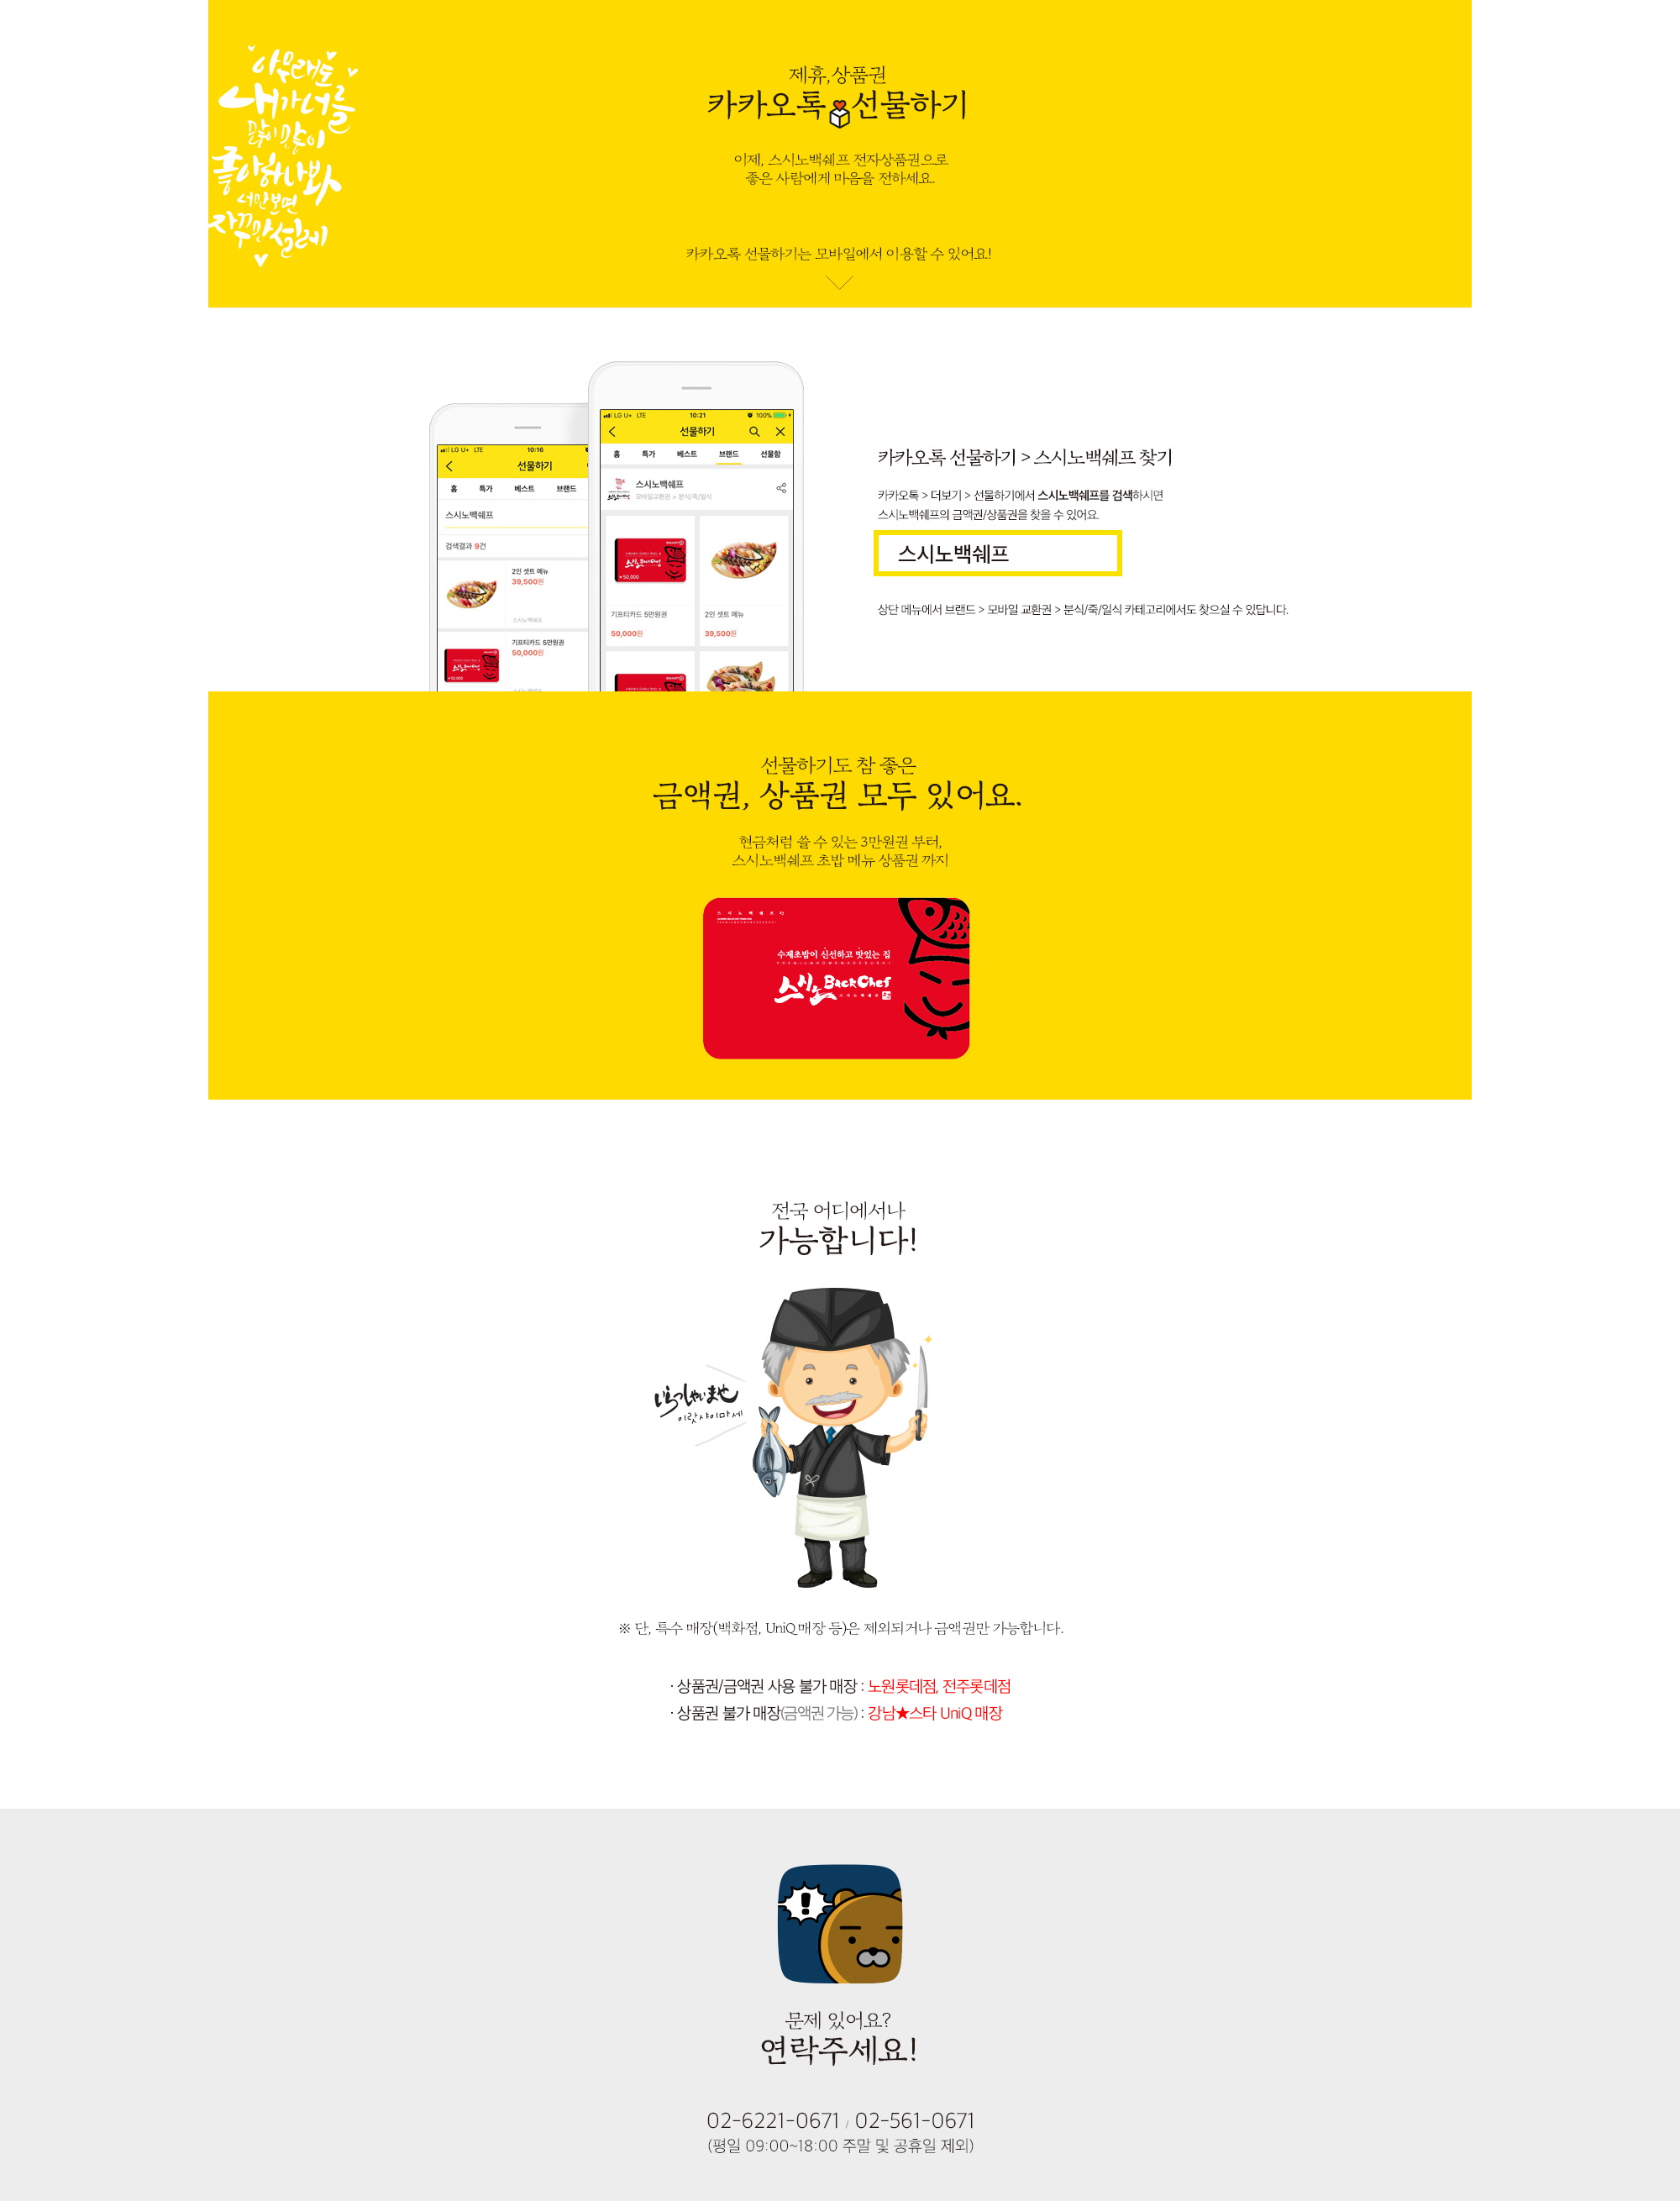 아무래도
내가 너를
많이 많이
좋아하나봐
너만 보면
자꾸만 설레
제휴, 상품권
카카오톡 선물하기
이제, 스시노백쉐프 전자상품권으로
좋은 사람에게 마음을 전하세요.
카카오톡 선물하기는 모바일에서 이용할 수 있어요!
LG U+ LTE 10:16
선물하기
홈 특가 베스트 브랜드
스시노백쉐프
검색결과 9건
2인 셋트 메뉴
39,500원
스시노백쉐프
기프티카드 5만원권
50,000원
LG U+ LTE 10:21 100%
선물하기
홈 특가 베스트 브랜드 선물함
스시노백쉐프
모바일교환권 > 분식/죽/일식
스시노 BackChef
₩50,000
기프티카드 5만원권
50,000원
2인 셋트 메뉴
39,500원
카카오톡 선물하기 > 스시노백쉐프 찾기
카카오톡 > 더보기 > 선물하기에서 스시노백쉐프를 검색하시면
스시노백쉐프의 금액권/상품권을 찾을 수 있어요.
스시노백쉐프
상단 메뉴에서 브랜드 > 모바일 교환권 > 분식/죽/일식 카테고리에서도 찾으실 수 있답니다.
선물하기도 참 좋은
금액권, 상품권 모두 있어요.
현금처럼 쓸 수 있는 3만원권 부터,
스시노백쉐프 초밥 메뉴 상품권 까지
수제초밥이 신선하고 맛있는 집
스시노 BackChef
스시노백쉐프
전국 어디에서나
가능합니다!
いらっしゃいませ
이랏샤이마세
※ 단, 특수 매장(백화점, UniQ 매장 등)은 제외되거나 금액권만 가능합니다.
· 상품권/금액권 사용 불가 매장 : 노원롯데점, 전주롯데점
· 상품권 불가 매장(금액권 가능) : 강남★스타 UniQ 매장
!
문제 있어요?
연락주세요!
02-6221-0671 / 02-561-0671
(평일 09:00~18:00 주말 및 공휴일 제외)